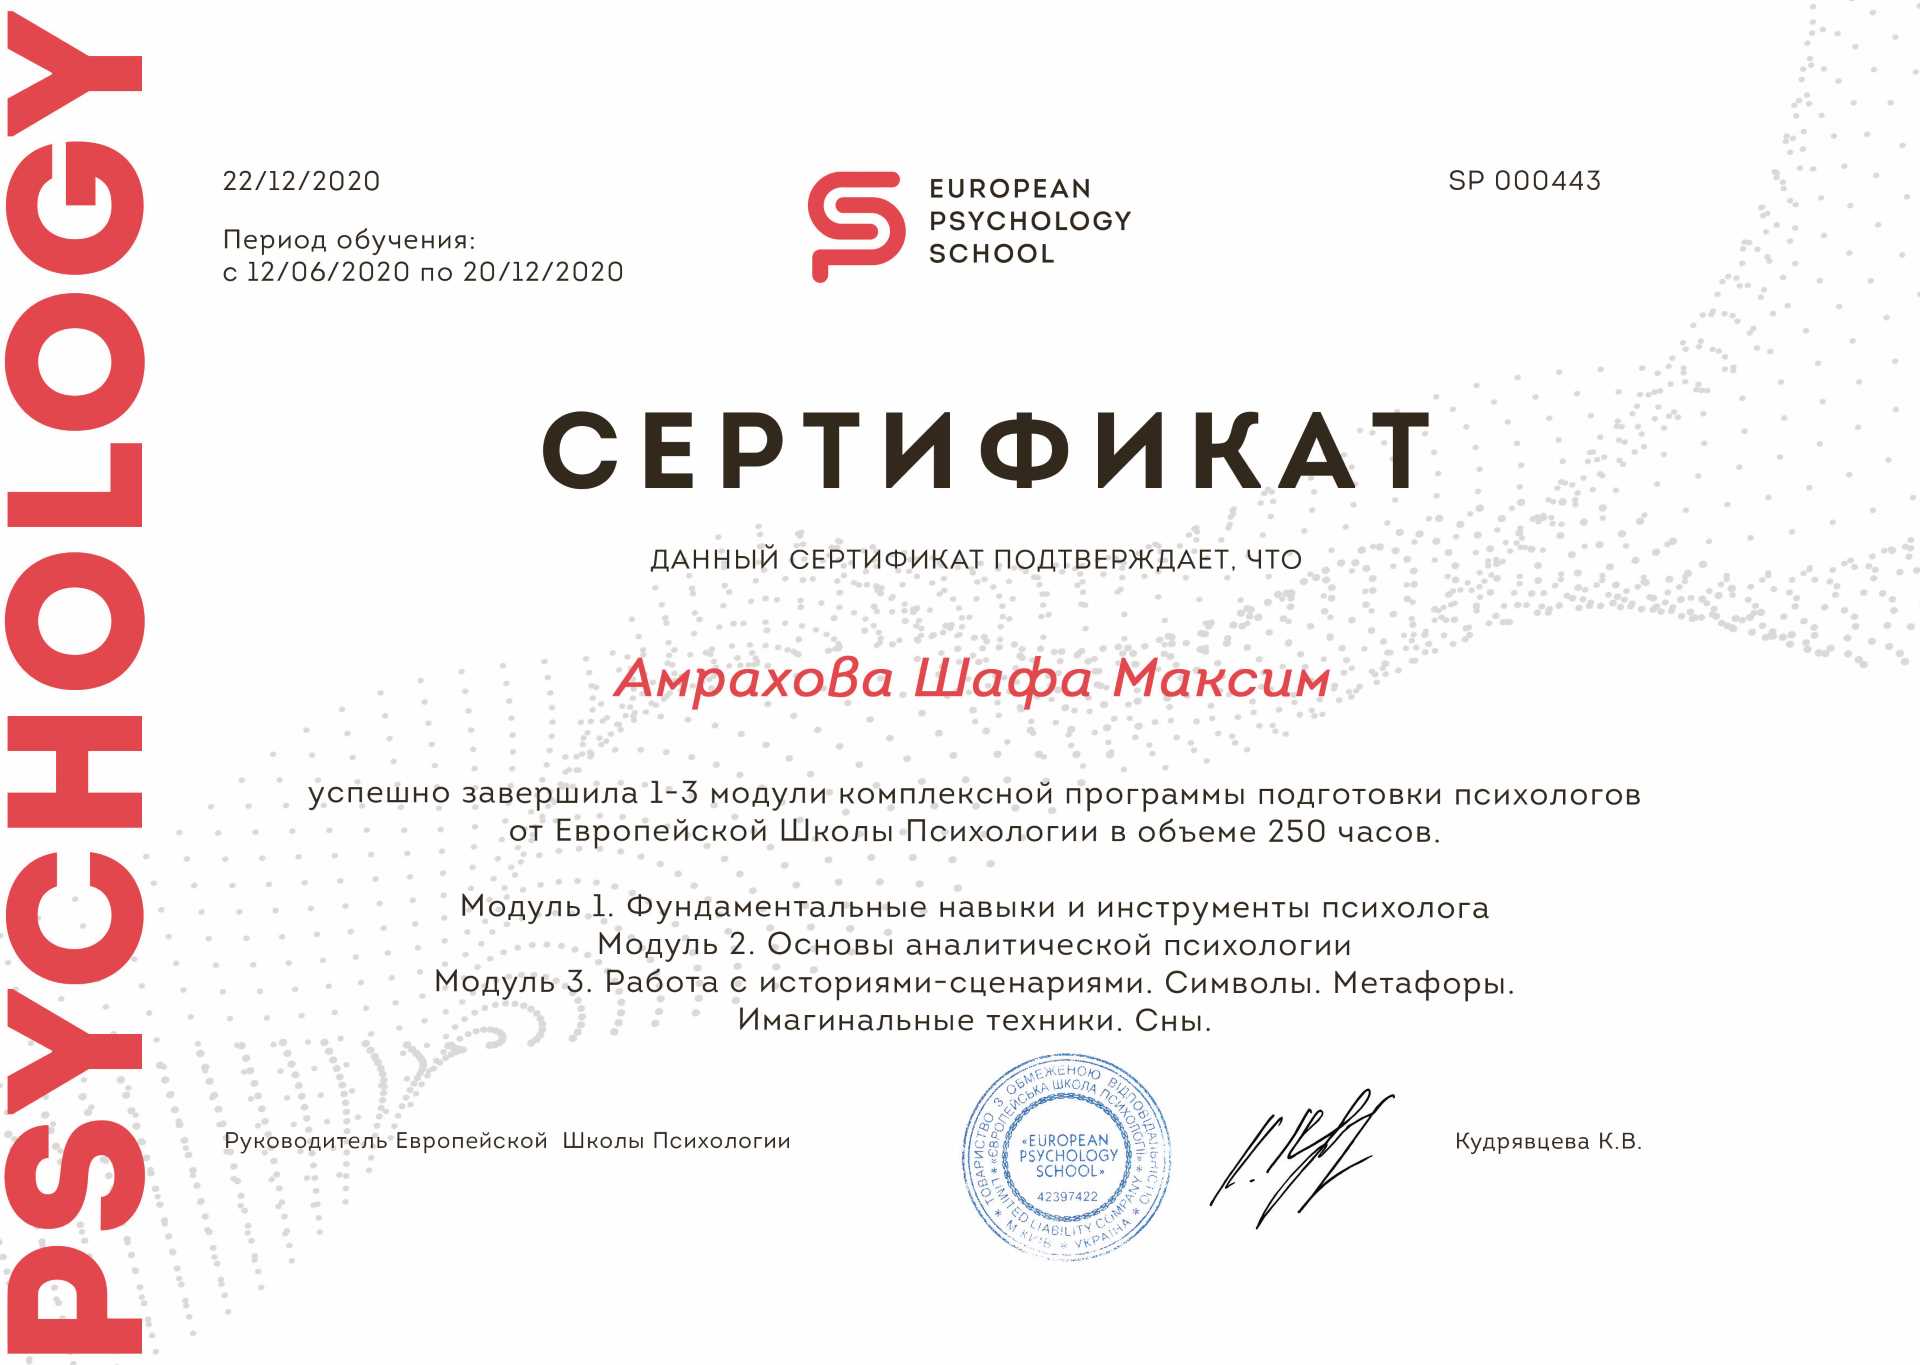 PSYCHOLOGY
22/12/2020
Период обучения:
с 12/06/2020 по 20/12/2020
EUROPEAN
PSYCHOLOGY
SCHOOL
SP 000443
СЕРТИФИКАТ
ДАННЫЙ СЕРТИФИКАТ ПОДТВЕРЖДАЕТ, ЧТО
Амрахова Шафа Максим
успешно завершила 1-3 модули комплексной программы подготовки психологов
от Европейской Школы Психологии в объеме 250 часов.
Модуль 1. Фундаментальные навыки и инструменты психолога
Модуль 2. Основы аналитической психологии
Модуль 3. Работа с историями-сценариями. Символы. Метафоры.
Имагинальные техники. Сны.
Руководитель Европейской Школы Психологии
ТОВАРИСТВО З ОБМЕЖЕНОЮ ВІДПОВІДАЛЬНІСТЮ
* М.КИЇВ * УКРАЇНА *
«ЄВРОПЕЙСЬКА ШКОЛА ПСИХОЛОГІЇ»
* LIMITED LIABILITY COMPANY *
«EUROPEAN
PSYCHOLOGY
SCHOOL»
42397422
Кудрявцева К.В.